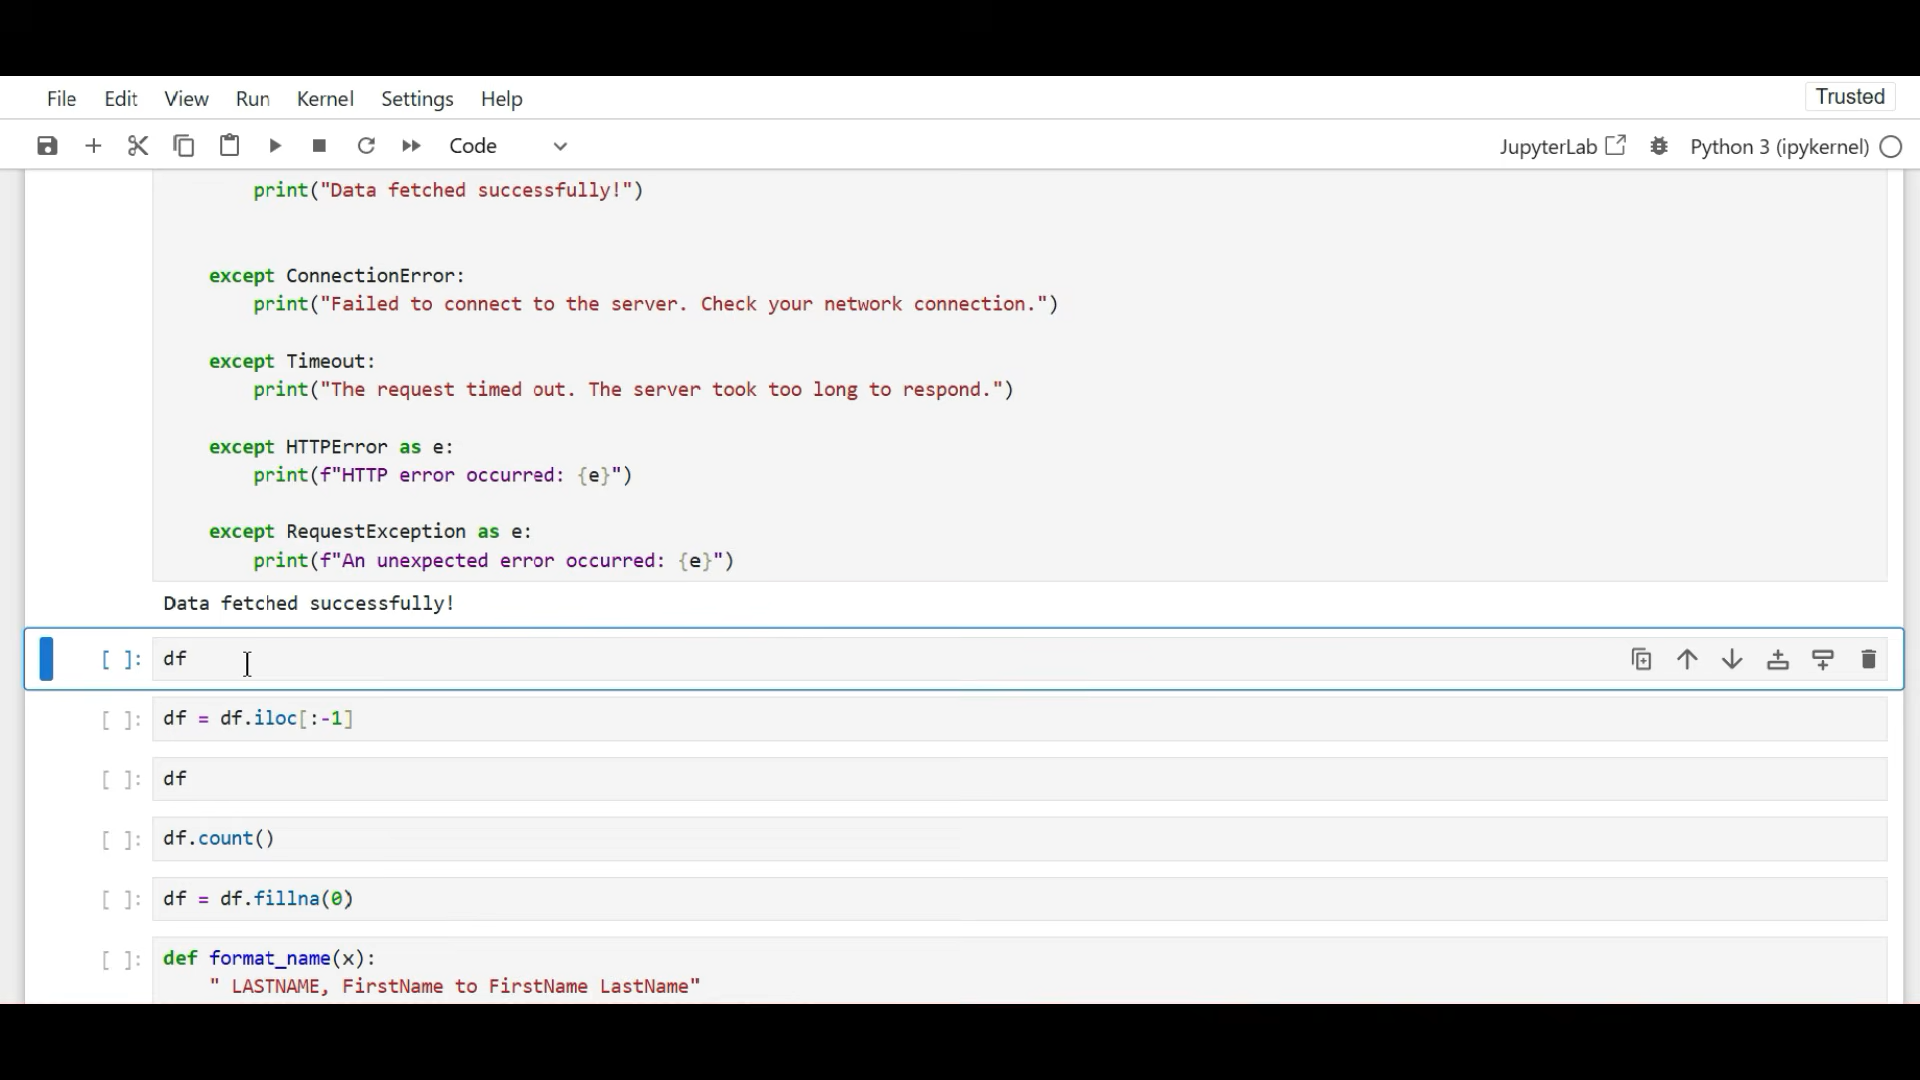 File Edit View Run Kernel Settings Help Trusted
Code JupyterLab Python 3 (ipykernel)
print("Data fetched successfully!")
except ConnectionError:
print("Failed to connect to the server. Check your network connection.")
except Timeout:
print("The request timed out. The server took too long to respond.")
except HTTPError as e:
print(f"HTTP error occurred: {e}")
except RequestException as e:
print(f"An unexpected error occurred: {e}")
Data fetched successfully!
[ ]: df
[ ]: df = df.iloc[:-1]
[ ]: df
[ ]: df.count()
[ ]: df = df.fillna(0)
[ ]: def format_name(x):
" LASTNAME, FirstName to FirstName LastName"